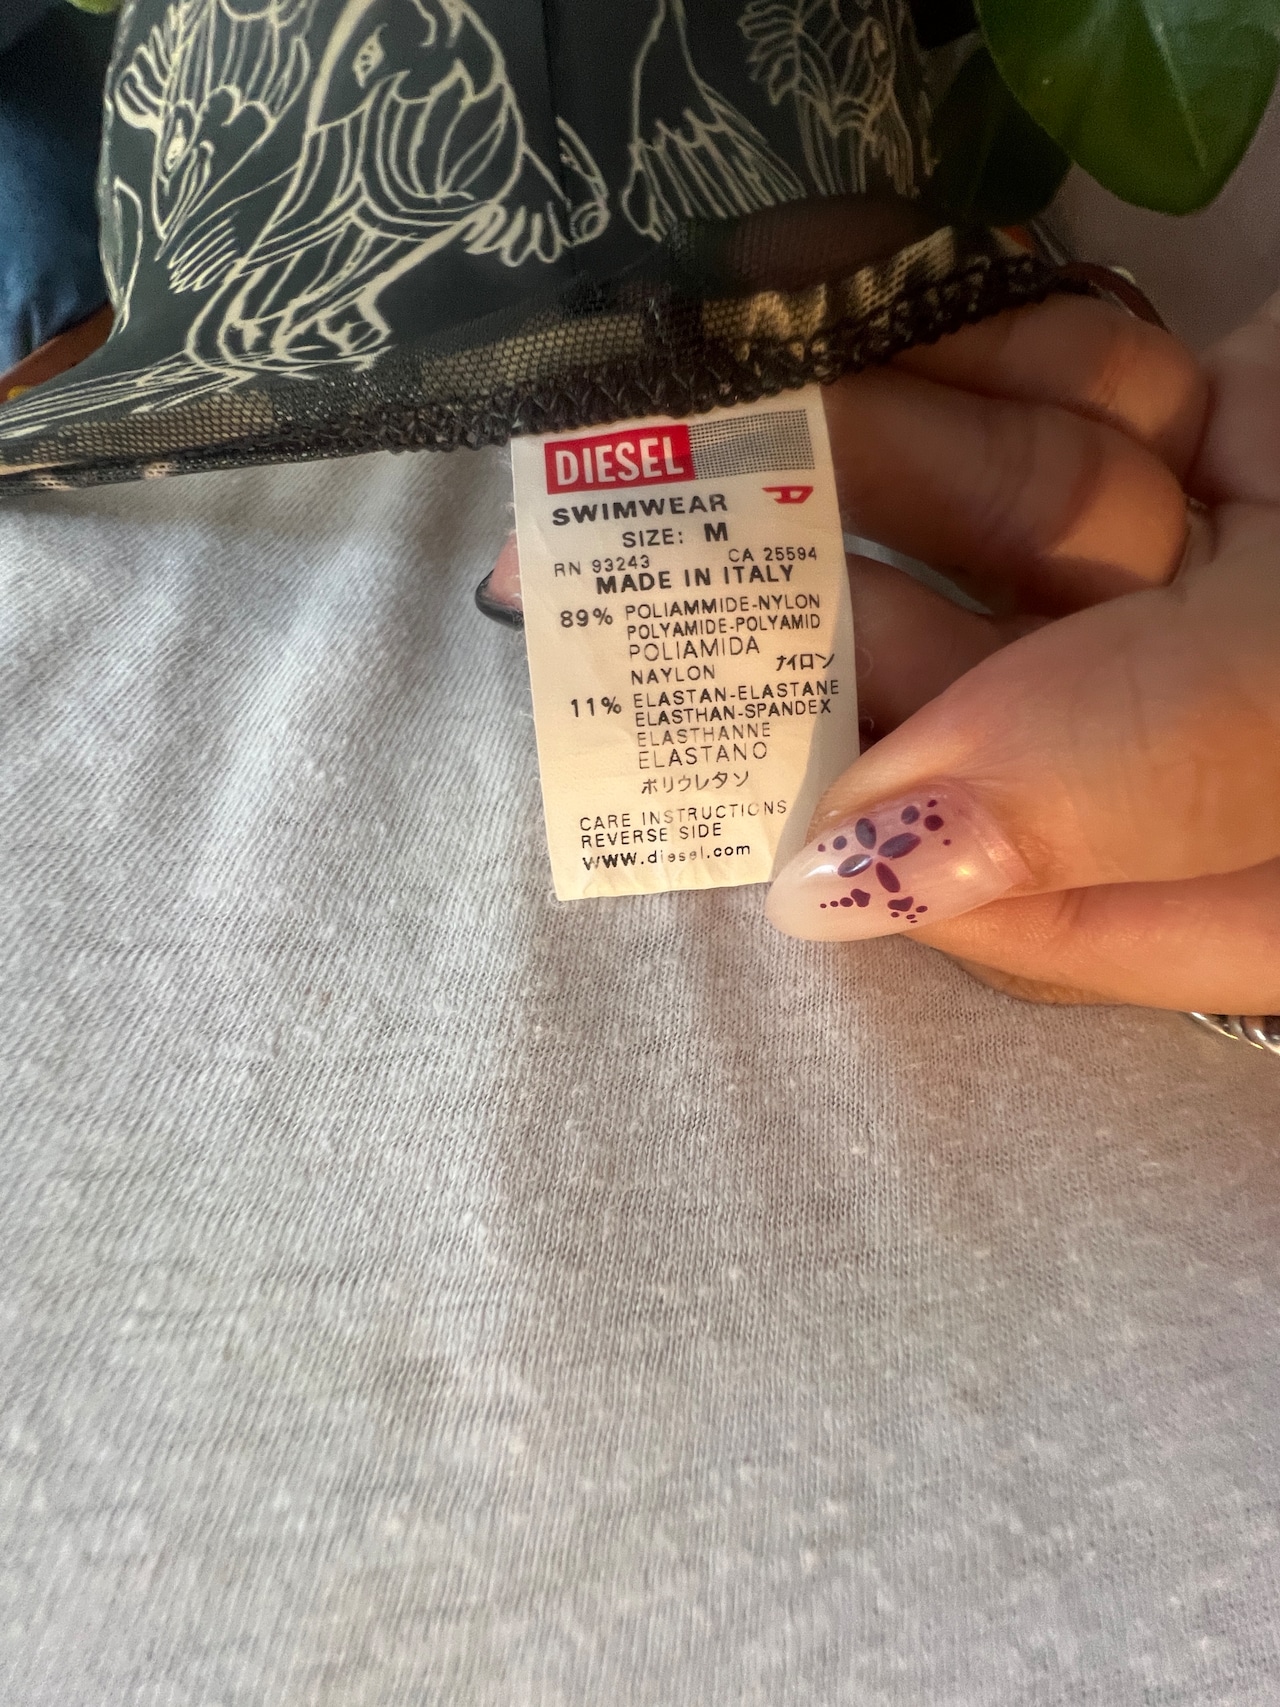 DIESEL
SWIMWEAR
SIZE: M
RN 93243 CA 25594
MADE IN ITALY
89% POLIAMMIDE-NYLON
POLYAMIDE-POLYAMID
POLIAMIDA
NAYLON ナイロン
11% ELASTAN-ELASTANE
ELASTHAN-SPANDEX
ELASTHANNE
ELASTANO
ポリウレタン
CARE INSTRUCTIONS
REVERSE SIDE
www.diesel.com